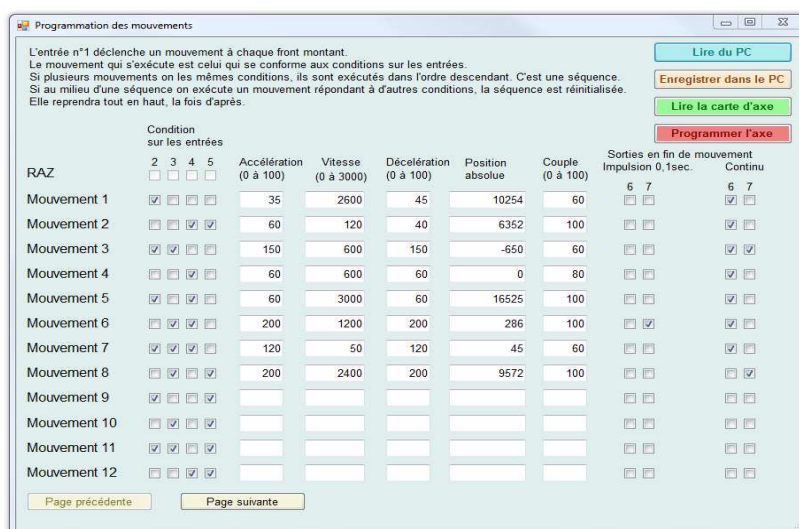 Programmation des mouvements
L'entrée n°1 déclenche un mouvement à chaque front montant.
Le mouvement qui s'exécute est celui qui se conforme aux conditions sur les entrées.
Si plusieurs mouvements on les mêmes conditions, ils sont exécutés dans l'ordre descendant. C'est une séquence.
Si au milieu d'une séquence on exécute un mouvement répondant à d'autres conditions, la séquence est réinitialisée.
Elle reprendra tout en haut, la fois d'après.
Lire du PC
Enregistrer dans le PC
Lire la carte d'axe
Programmer l'axe
Condition
sur les entrées
2 3 4 5
RAZ
Accélération
(0 à 100)
Vitesse
(0 à 3000)
Décelération
(0 à 100)
Position
absolue
Couple
(0 à 100)
Sorties en fin de mouvement
Impulsion 0,1sec. Continu
6 7 6 7
Mouvement 1 35 2600 45 10254 60
Mouvement 2 60 120 40 6352 100
Mouvement 3 150 600 150 -650 60
Mouvement 4 60 600 60 0 80
Mouvement 5 60 3000 60 16525 100
Mouvement 6 200 1200 200 286 100
Mouvement 7 120 50 120 45 60
Mouvement 8 200 2400 200 9572 100
Mouvement 9
Mouvement 10
Mouvement 11
Mouvement 12
Page précédente Page suivante